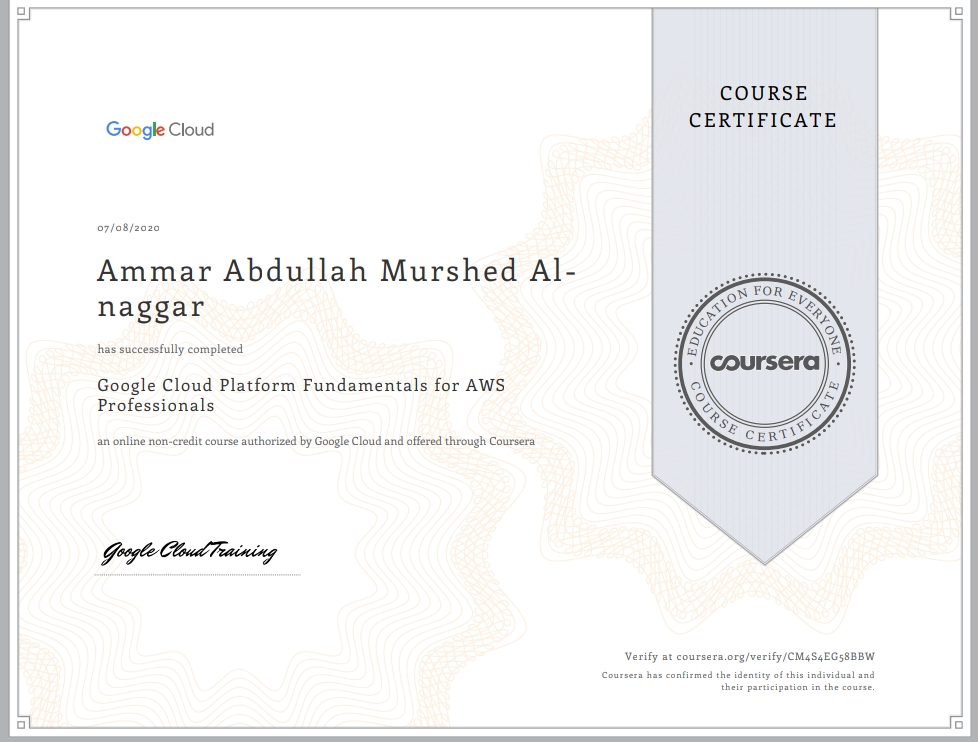 COURSE
CERTIFICATE
Google Cloud
07/08/2020
Ammar Abdullah Murshed Al-
naggar
has successfully completed
Google Cloud Platform Fundamentals for AWS
Professionals
an online non-credit course authorized by Google Cloud and offered through Coursera
EDUCATION FOR EVERYONE
coursera
COURSE CERTIFICATE
Google Cloud Training
Verify at coursera.org/verify/CM4S4EG58BBW
Coursera has confirmed the identity of this individual and
their participation in the course.